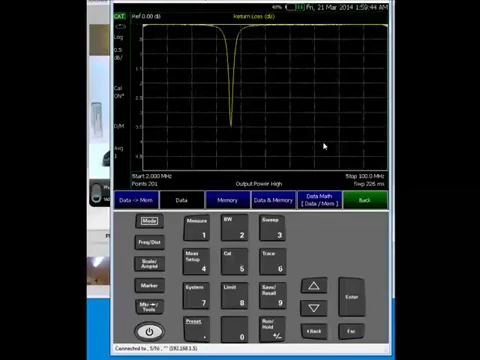 40% Fri, 21 Mar 2014 1:59:44 AM
CAT Ref 0.00 dB Return Loss (dB)
Log
0.5
dB/
Cal
ON*
D/M
Avg
1
Start 2.000 MHz Stop 100.0 MHz
Points 201 Output Power High Swp 226 ms
Data -> Mem Data Memory Data & Memory Data Math [ Data / Mem ] Back
Mode Measure 1 BW 2 Sweep 3
Freq/Dist
Scale/ Amptd Meas Setup 4 Cal 5 Trace 6
Marker System 7 Limit 8 Save/ Recall 9 Enter
Tools
Preset . 0 Run/ Hold +/- Back Esc